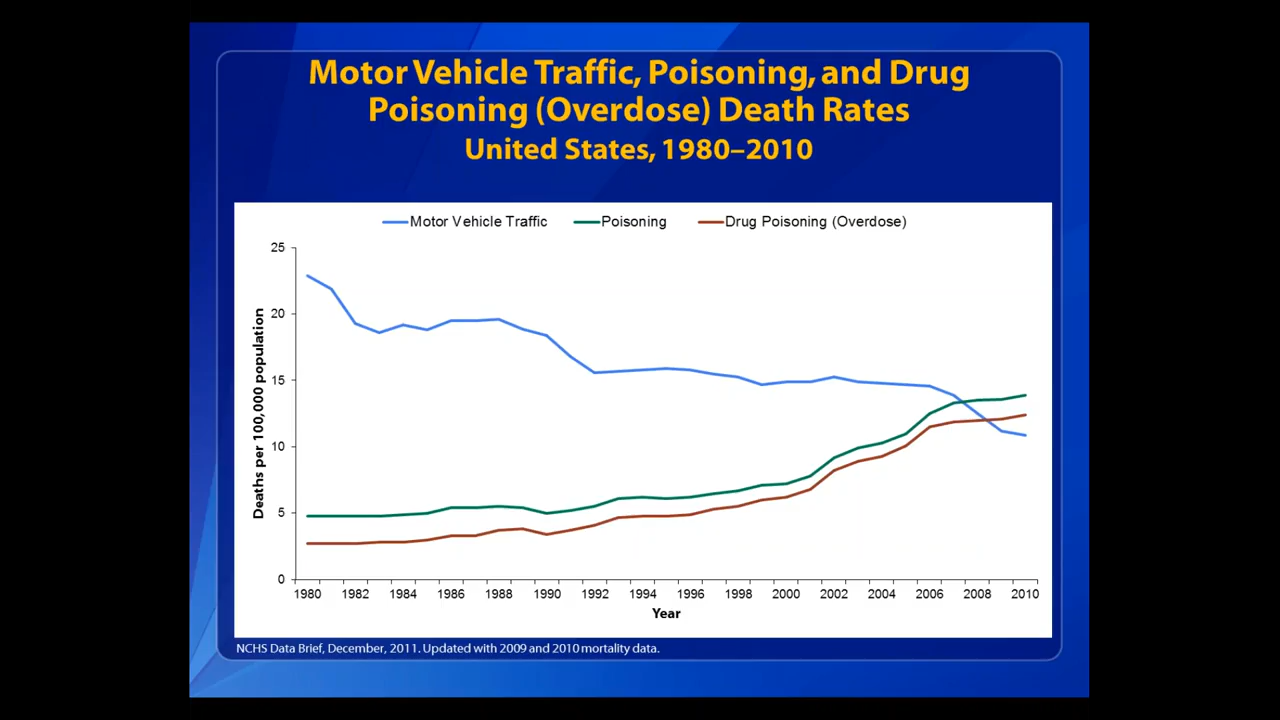 Motor Vehicle Traffic, Poisoning, and Drug
Poisoning (Overdose) Death Rates
United States, 1980–2010
Motor Vehicle Traffic Poisoning Drug Poisoning (Overdose)
Deaths per 100,000 population
25
20
15
10
5
0
1980 1982 1984 1986 1988 1990 1992 1994 1996 1998 2000 2002 2004 2006 2008 2010
Year
NCHS Data Brief, December, 2011. Updated with 2009 and 2010 mortality data.